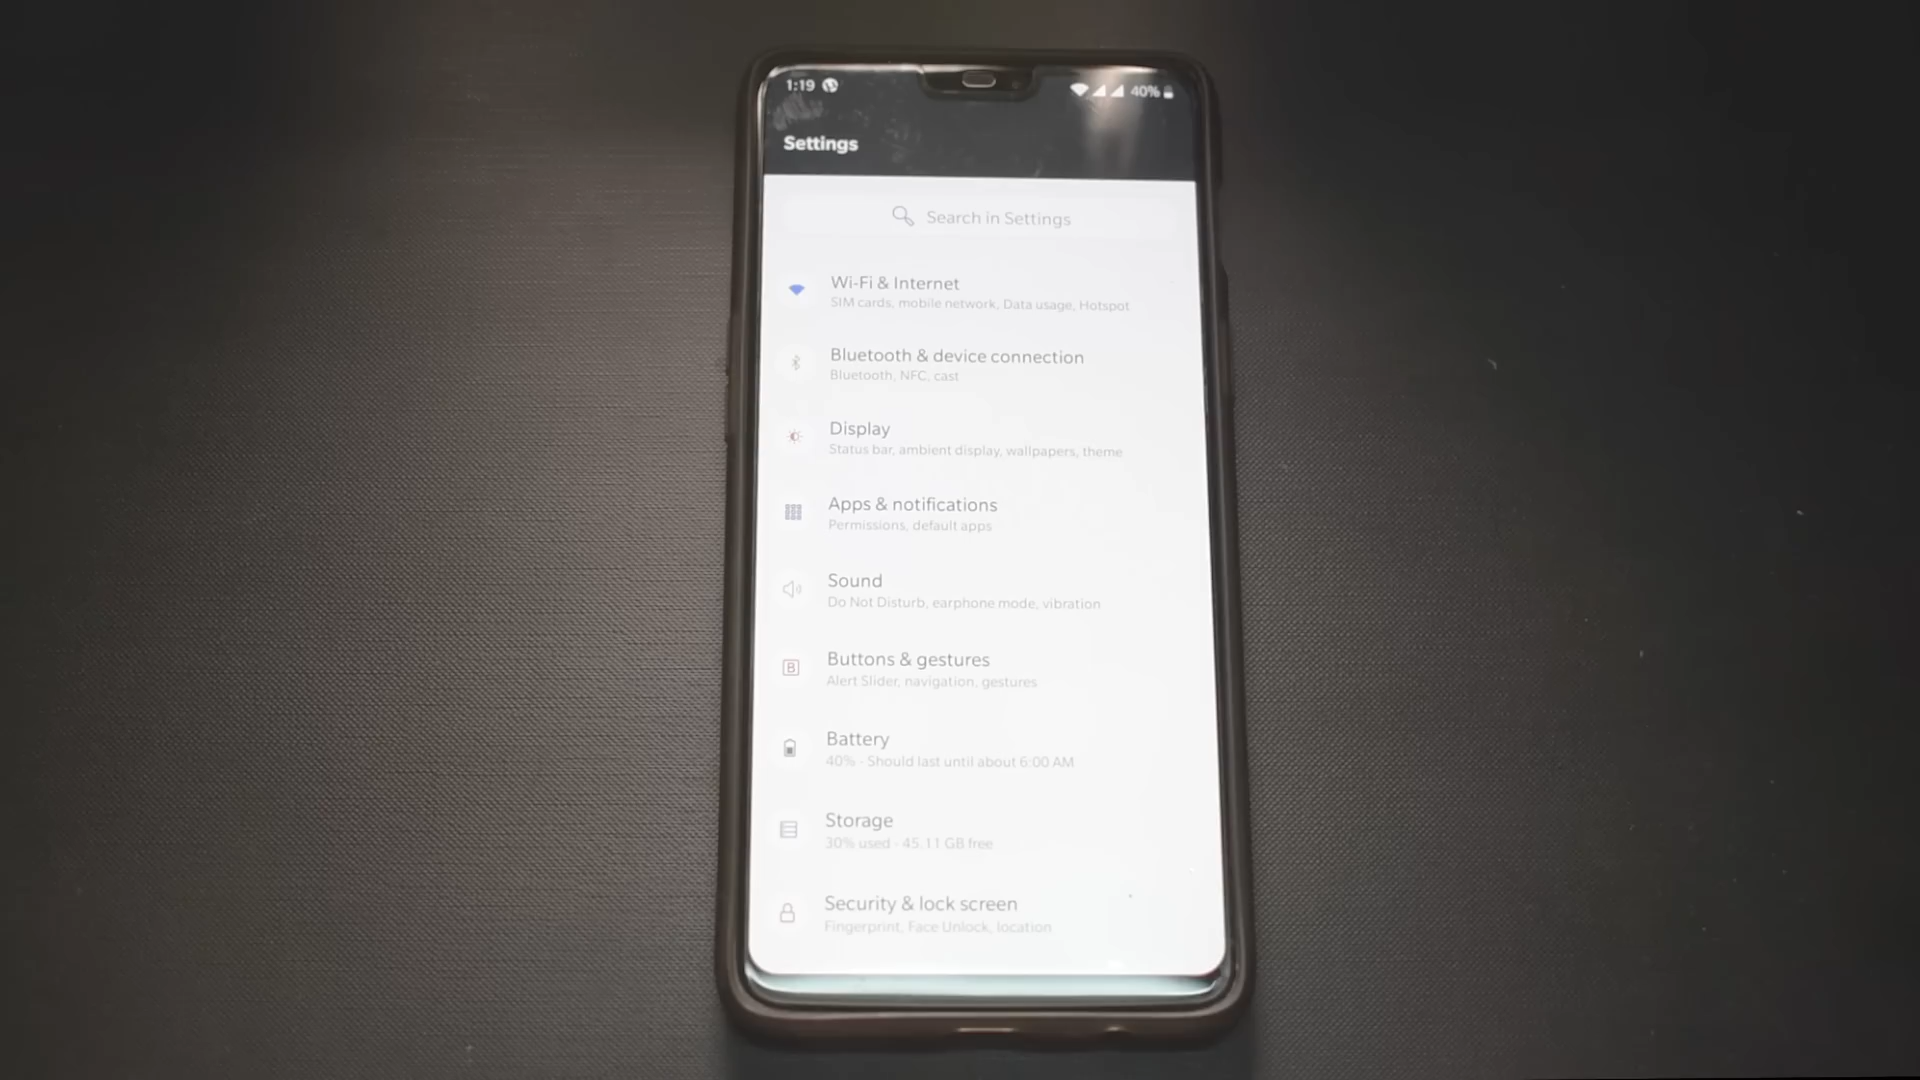 1:19 40%
Settings
Search in Settings
Wi-Fi & Internet
SIM cards, mobile network, Data usage, Hotspot
Bluetooth & device connection
Bluetooth, NFC, cast
Display
Status bar, ambient display, wallpapers, theme
Apps & notifications
Permissions, default apps
Sound
Do Not Disturb, earphone mode, vibration
B
Buttons & gestures
Alert Slider, navigation, gestures
Battery
40% - Should last until about 6:00 AM
Storage
30% used - 45.11 GB free
Security & lock screen
Fingerprint, Face Unlock, location